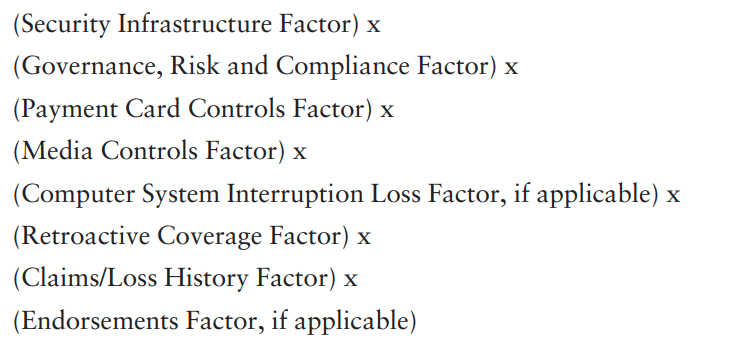 (Security Infrastructure Factor) x
(Governance, Risk and Compliance Factor) x
(Payment Card Controls Factor) x
(Media Controls Factor) x
(Computer System Interruption Loss Factor, if applicable) x
(Retroactive Coverage Factor) x
(Claims/Loss History Factor) x
(Endorsements Factor, if applicable)